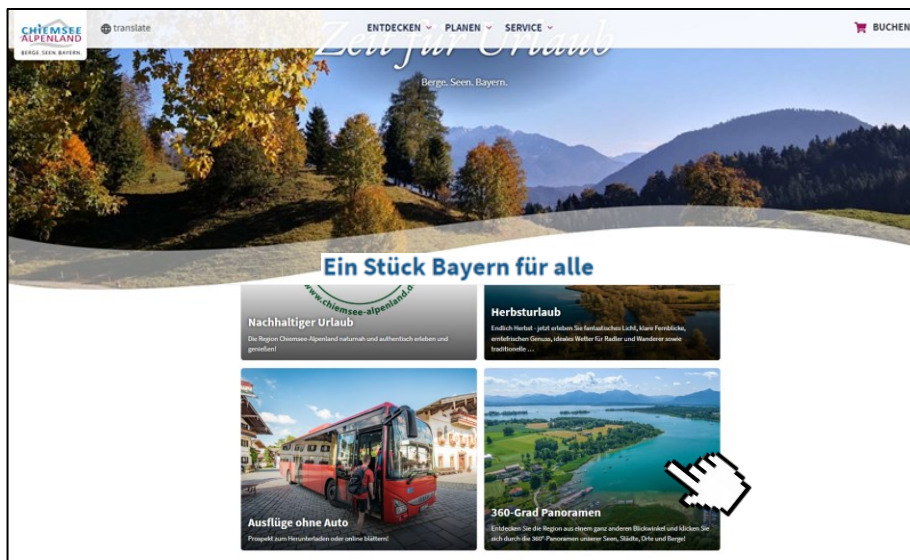 CHIEMSEE
ALPENLAND
BERGE. SEEN. BAYERN.
translate
ENTDECKEN
PLANEN
SERVICE
BUCHEN
Zeit für Urlaub
Berge. Seen. Bayern.
Ein Stück Bayern für alle
www.chiemsee-alpenland.d
Nachhaltiger Urlaub
Die Region Chiemsee-Alpenland naturnah und authentisch erleben und
genießen!
Herbsturlaub
Endlich Herbst - jetzt erleben Sie fantastisches Licht, klare Fernblicke,
erntefrischen Genuss, ideales Wetter für Radler und Wanderer sowie
traditionelle ...
Ausflüge ohne Auto
Prospekt zum Herunterladen oder online blättern!
360-Grad Panoramen
Entdecken Sie die Region aus einem ganz anderen Blickwinkel und klicken Sie
sich durch die 360°-Panoramen unserer Seen, Städte, Orte und Berge!